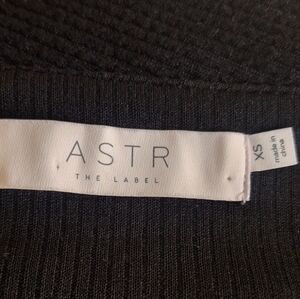 ASTR
THE LABEL
XS
made in
china